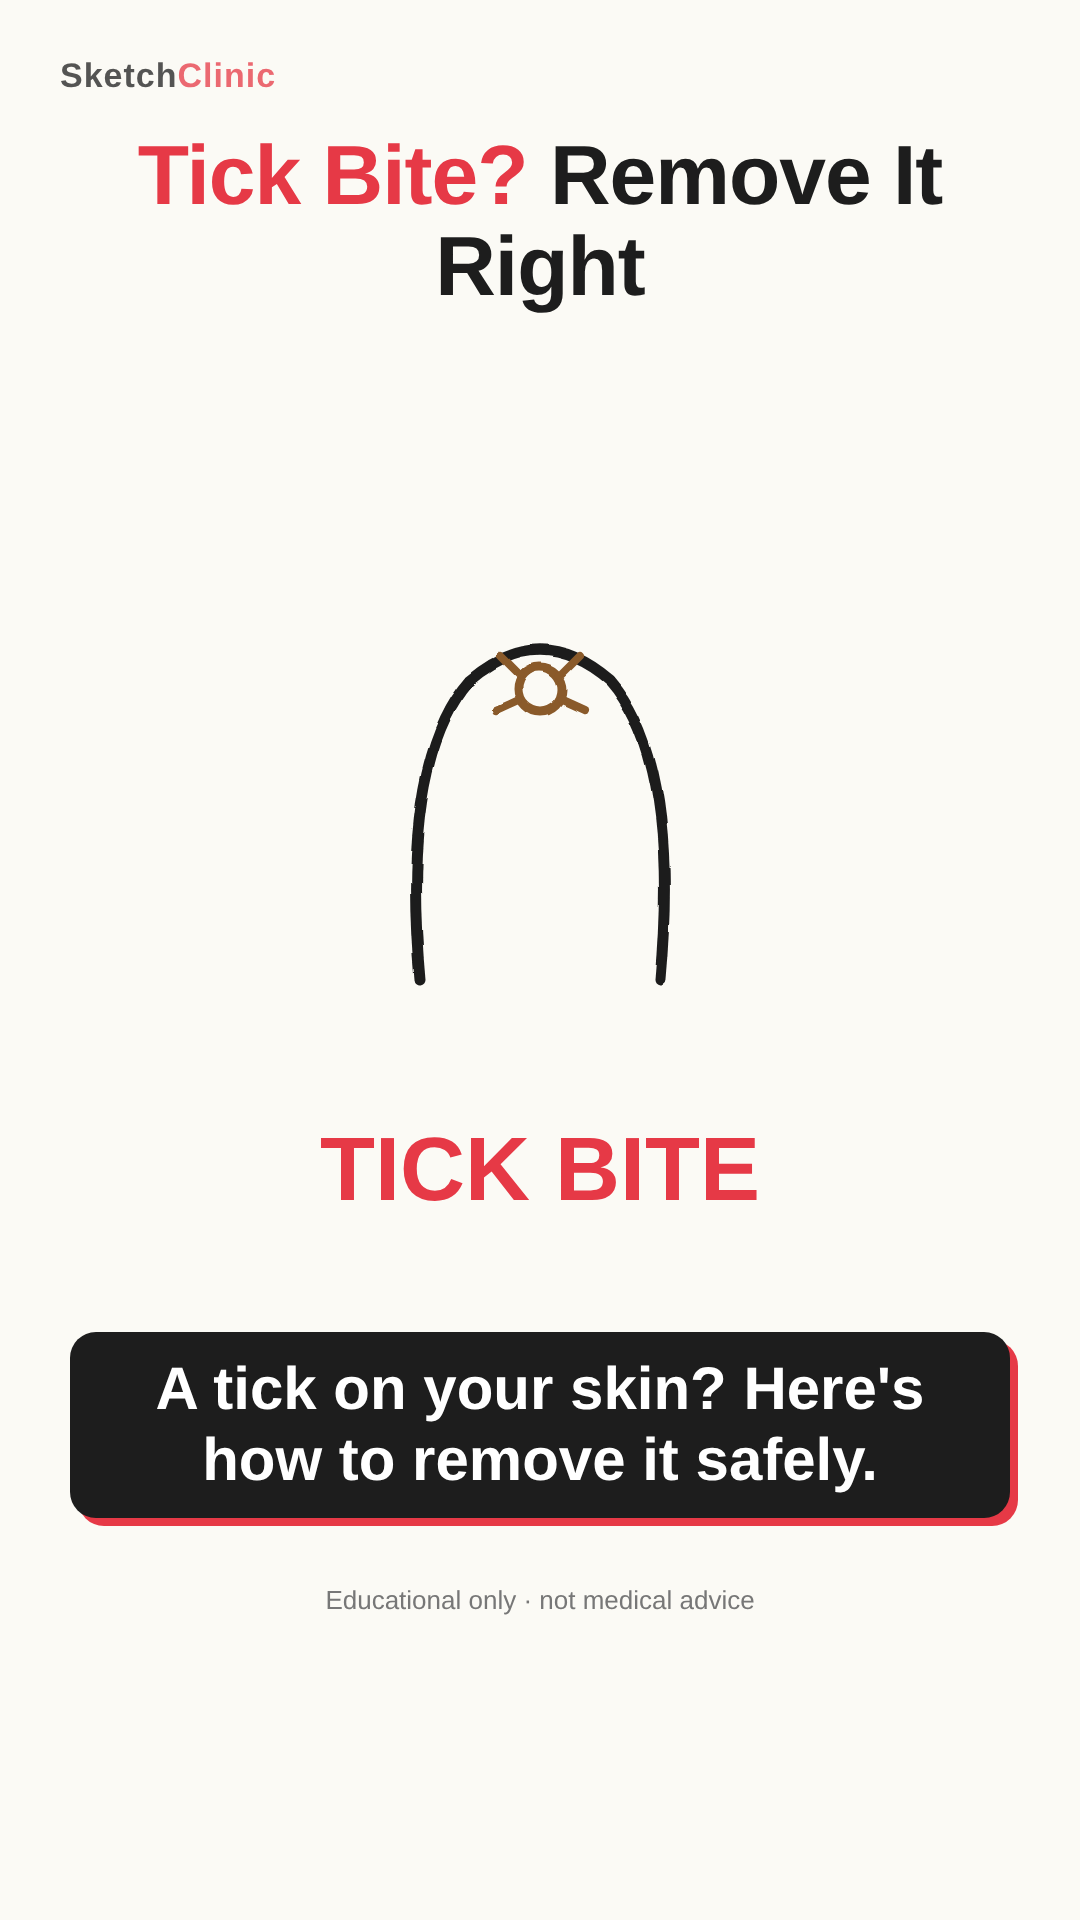 SketchClinic
Tick Bite? Remove It
Right
TICK BITE
A tick on your skin? Here's
how to remove it safely.
Educational only · not medical advice